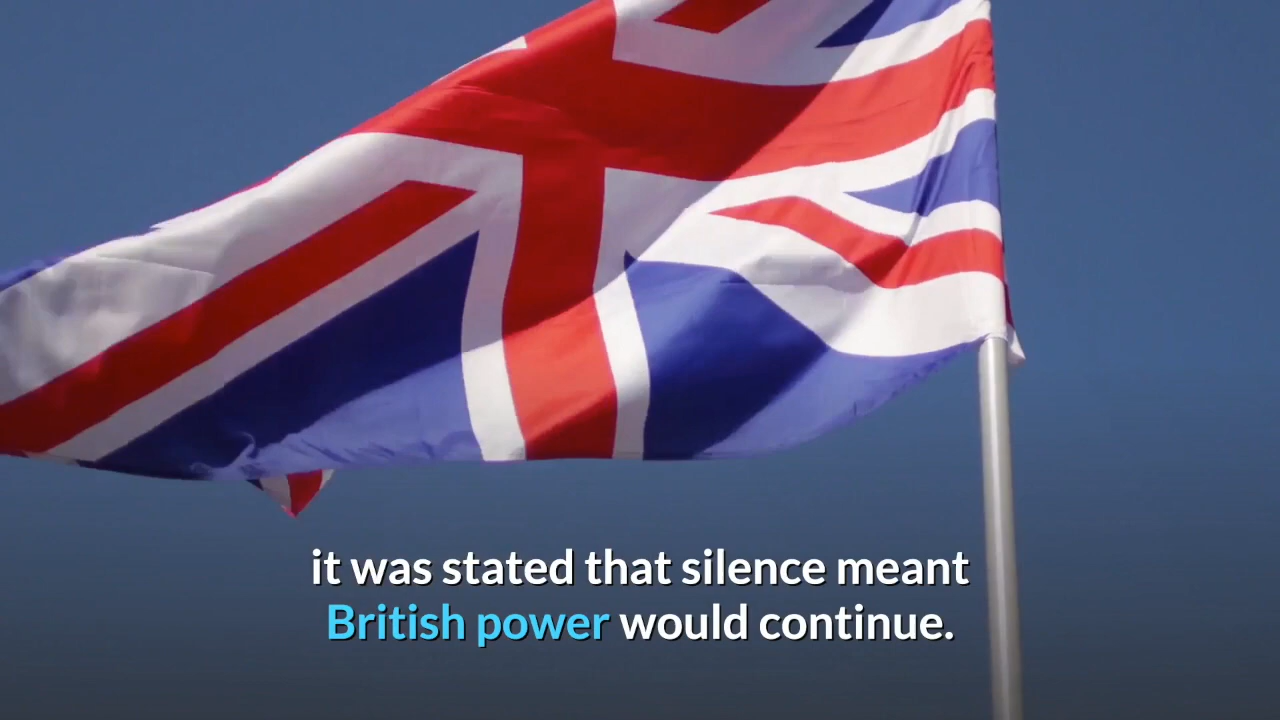 it was stated that silence meant
British power would continue.